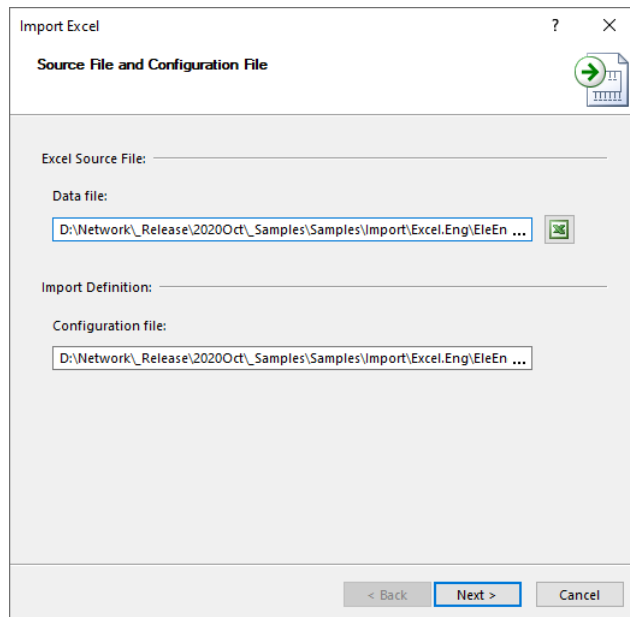 Import Excel
Source File and Configuration File
Excel Source File:
Data file:
D:\Network\_Release\2020Oct\_Samples\Samples\Import\Excel.Eng\EleEn ...
Import Definition:
Configuration file:
D:\Network\_Release\2020Oct\_Samples\Samples\Import\Excel.Eng\EleEn ...
< Back Next > Cancel